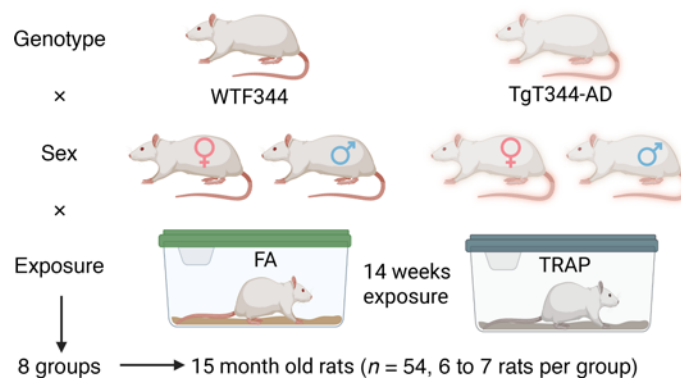 Genotype
×
WTF344
TgT344-AD
Sex
♀ ♂ ♀ ♂
×
Exposure
FA
14 weeks
exposure
TRAP
8 groups
15 month old rats (n = 54, 6 to 7 rats per group)